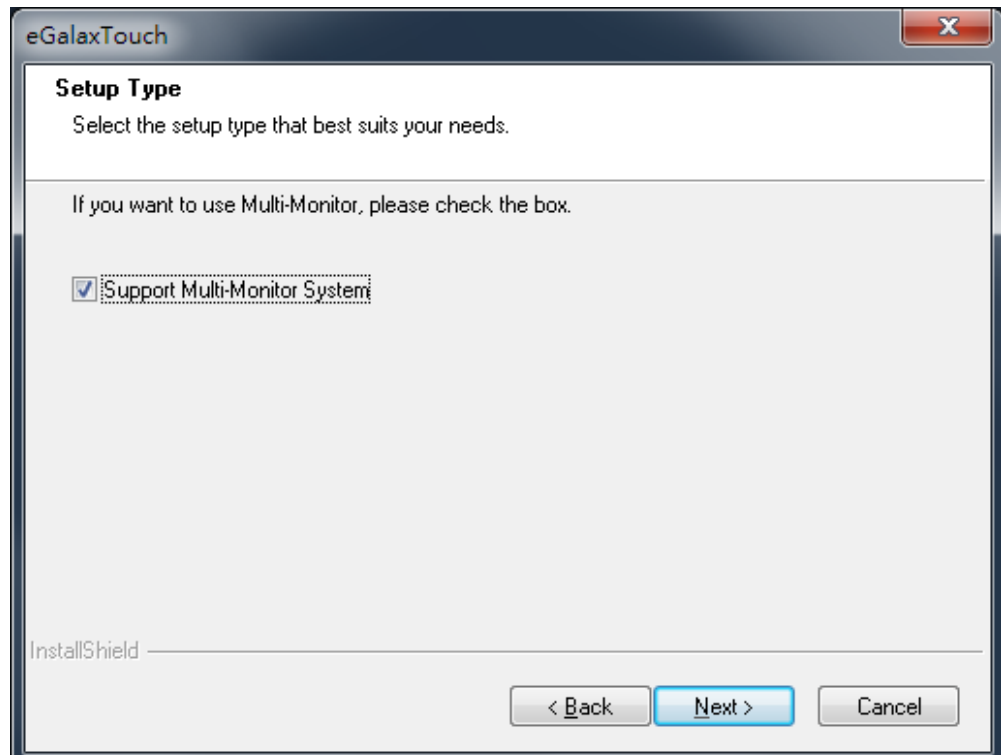 eGalaxTouch
Setup Type
Select the setup type that best suits your needs.
If you want to use Multi-Monitor, please check the box.
Support Multi-Monitor System
InstallShield
< Back Next > Cancel